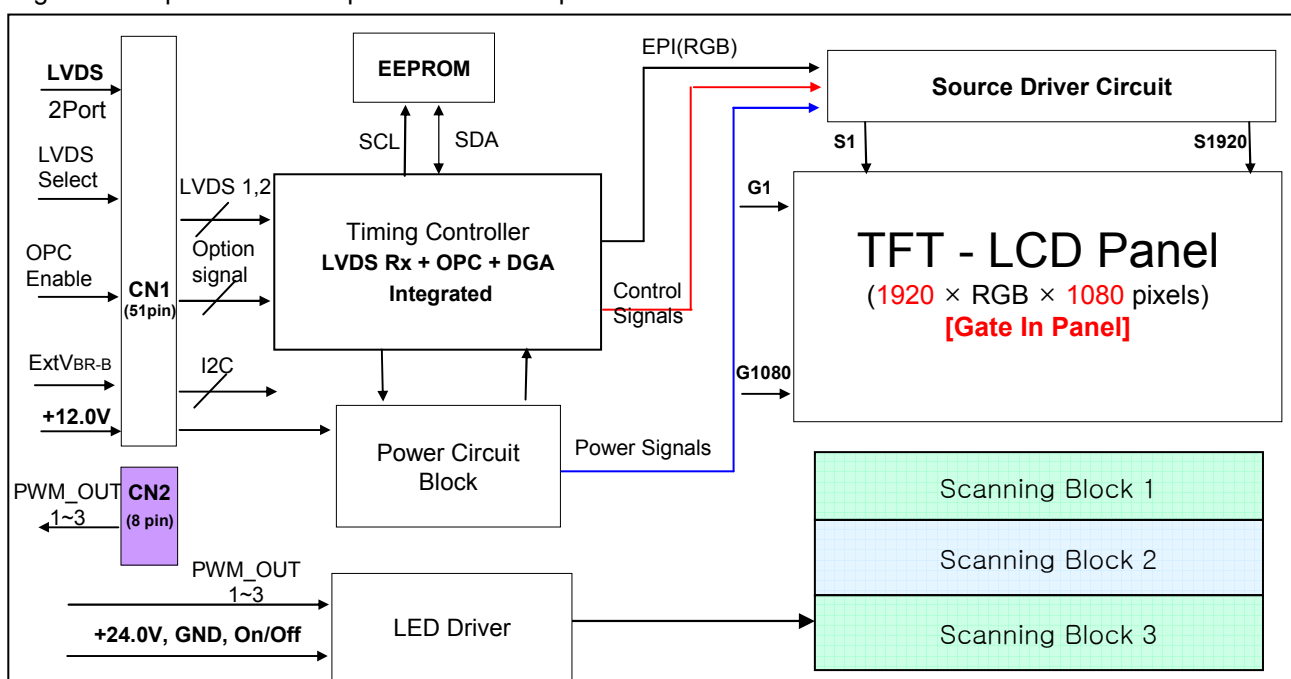 LVDS
2Port
LVDS
Select
OPC
Enable
ExtVBR-B
+12.0V
CN1
(51pin)
LVDS 1,2
Option
signal
I2C
EEPROM
SCL
SDA
Timing Controller
LVDS Rx + OPC + DGA
Integrated
Power Circuit
Block
EPI(RGB)
Control
Signals
Power Signals
Source Driver Circuit
S1
S1920
G1
G1080
TFT - LCD Panel
(1920 × RGB × 1080 pixels)
[Gate In Panel]
PWM_OUT
1~3
CN2
(8 pin)
PWM_OUT
1~3
+24.0V, GND, On/Off
LED Driver
Scanning Block 1
Scanning Block 2
Scanning Block 3